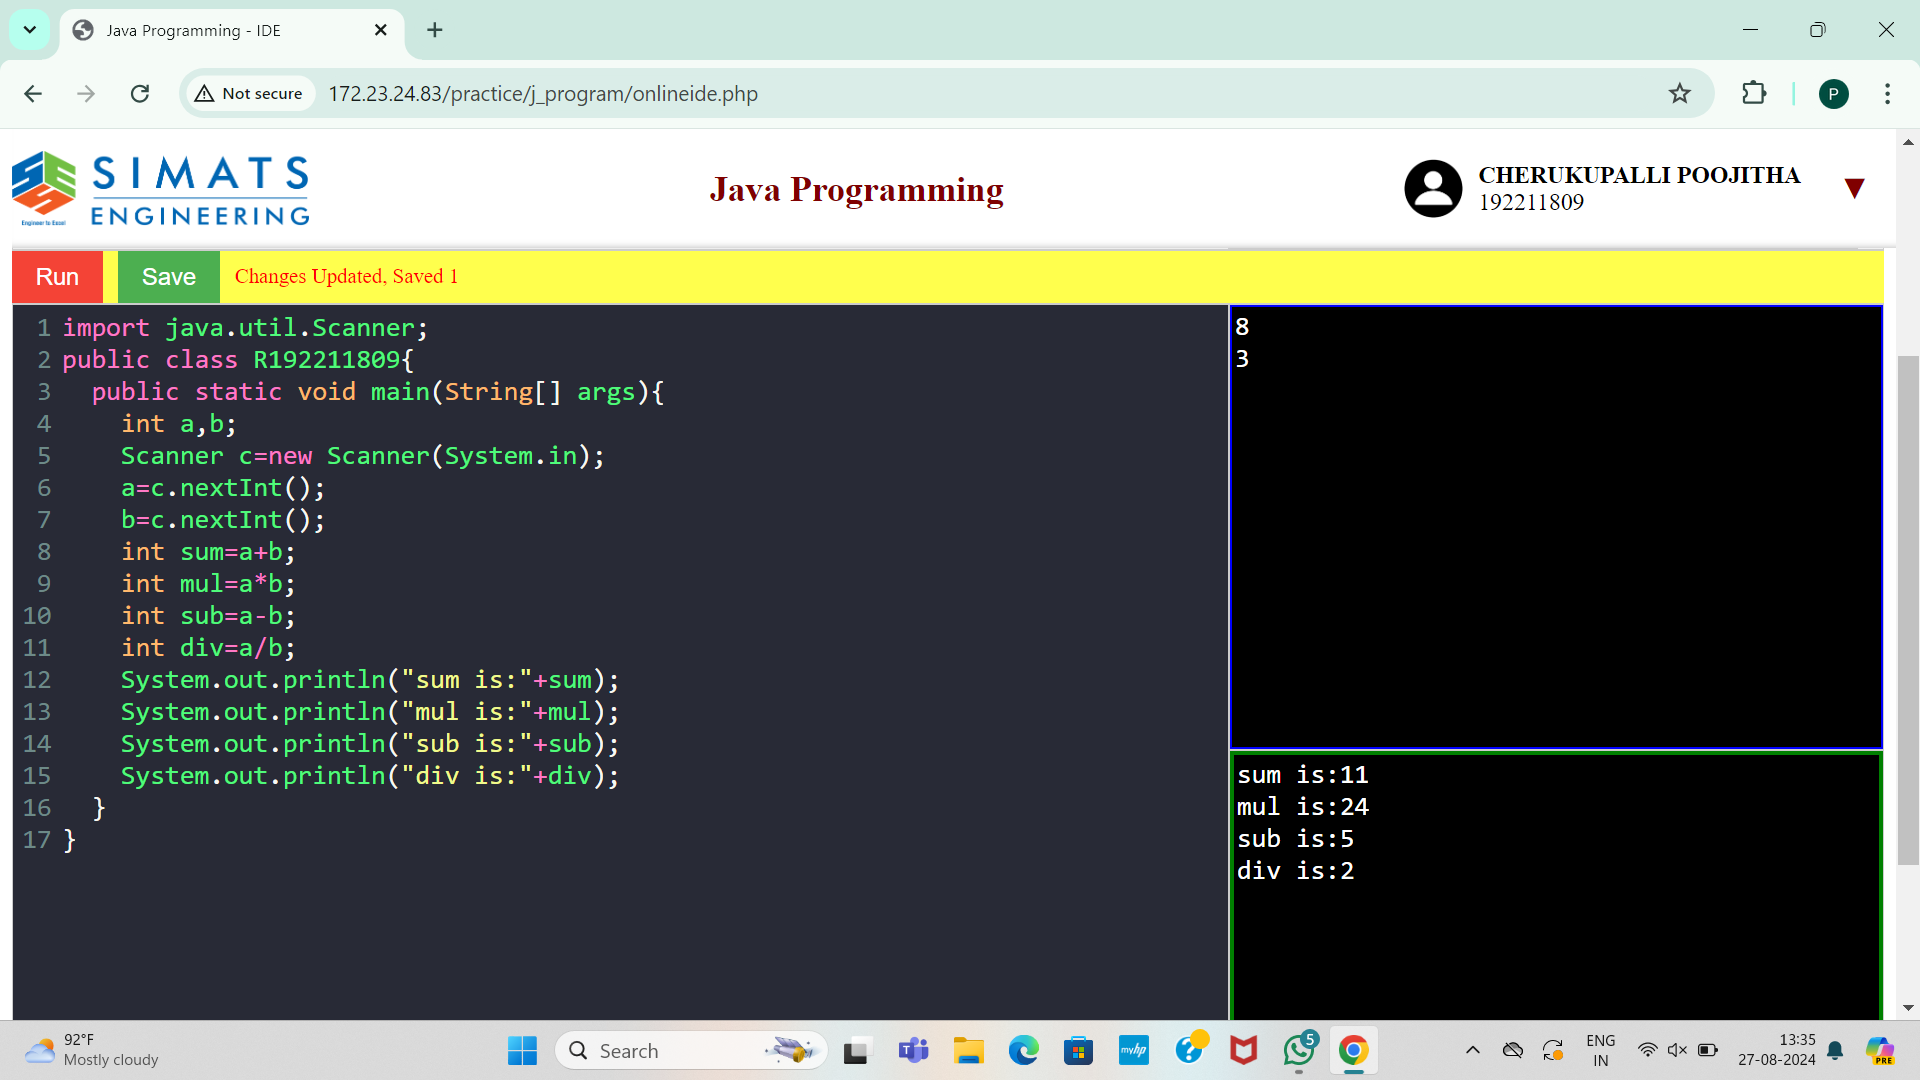 Java Programming - IDE
Not secure
172.23.24.83/practice/j_program/onlineide.php
P
SIMATS
ENGINEERING
Engineer to Excel
Java Programming
CHERUKUPALLI POOJITHA
192211809
Run
Save
Changes Updated, Saved 1
1 import java.util.Scanner;
2 public class R192211809{
3   public static void main(String[] args){
4     int a,b;
5     Scanner c=new Scanner(System.in);
6     a=c.nextInt();
7     b=c.nextInt();
8     int sum=a+b;
9     int mul=a*b;
10     int sub=a-b;
11     int div=a/b;
12     System.out.println("sum is:"+sum);
13     System.out.println("mul is:"+mul);
14     System.out.println("sub is:"+sub);
15     System.out.println("div is:"+div);
16   }
17 }
8
3
sum is:11
mul is:24
sub is:5
div is:2
92°F
Mostly cloudy
Search
myhp
5
ENG
IN
13:35
27-08-2024
PRE